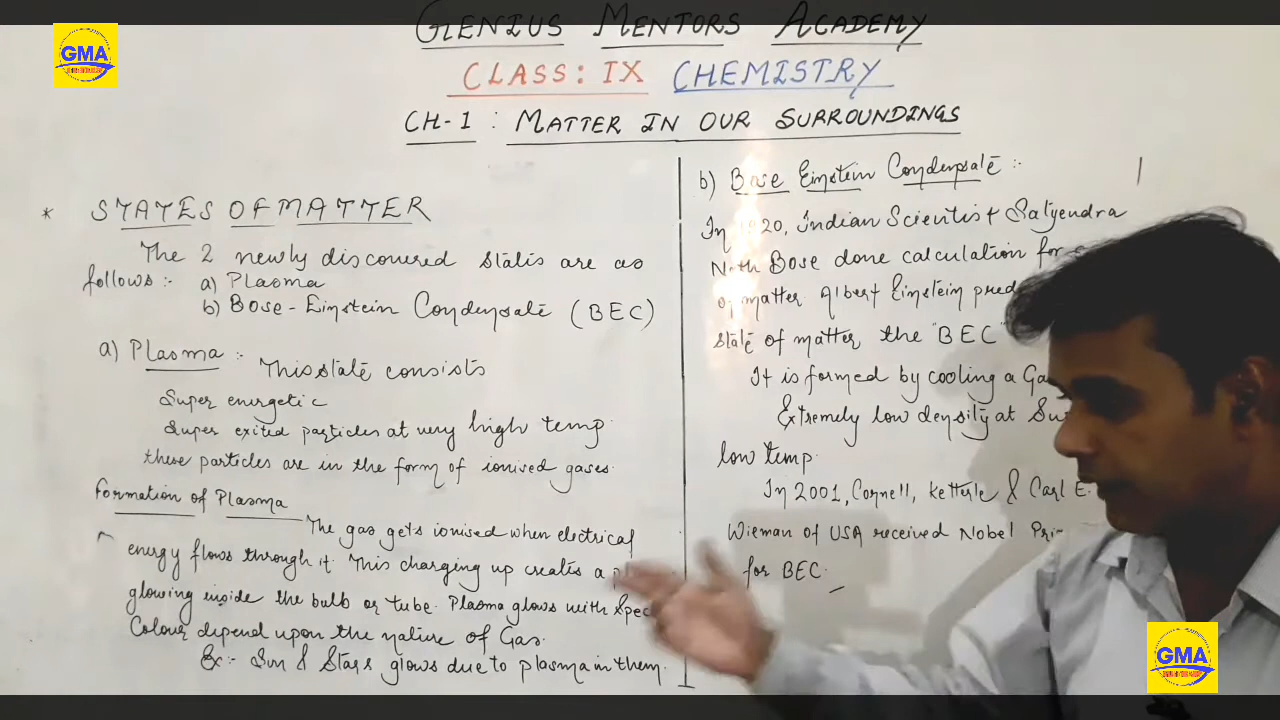 GENIUS MENTORS ACADEMY
CLASS: IX CHEMISTRY
CH-1 : MATTER IN OUR SURROUNDINGS
* STATES OF MATTER
The 2 newly discovered states are as
follows :- a) Plasma
b) Bose-Einstein Condensate (BEC)
a) Plasma :- This state consists
Super energetic
Super exited particles at very high temp.
these particles are in the form of ionised gases.
Formation of Plasma
The gas gets ionised when electrical
energy flows through it. This charging up creates a
glowing inside the bulb or tube. Plasma glows with Spec
Colour depend upon the nature of Gas.
Ex:- Sun & Stars glows due to plasma in them.
b) Bose Einstein Condensate :-
In 1920, Indian Scientist Satyendra
Nath Bose done calculation for
of matter Albert Einstein pred
state of matter the "BEC"
It is formed by cooling a Ga
Extremely low density at Su
low temp.
In 2001, Cornell, Ketterle & Carl E.
Wieman of USA received Nobel Pri
for BEC.
GMA
GMA